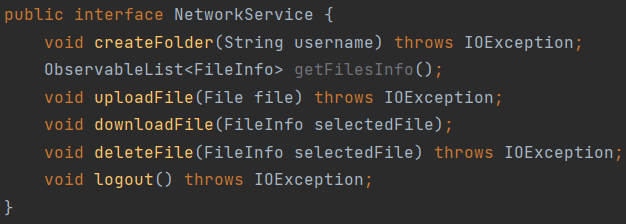 public interface NetworkService {
    void createFolder(String username) throws IOException;
    ObservableList<FileInfo> getFilesInfo();
    void uploadFile(File file) throws IOException;
    void downloadFile(FileInfo selectedFile);
    void deleteFile(FileInfo selectedFile) throws IOException;
    void logout() throws IOException;
}